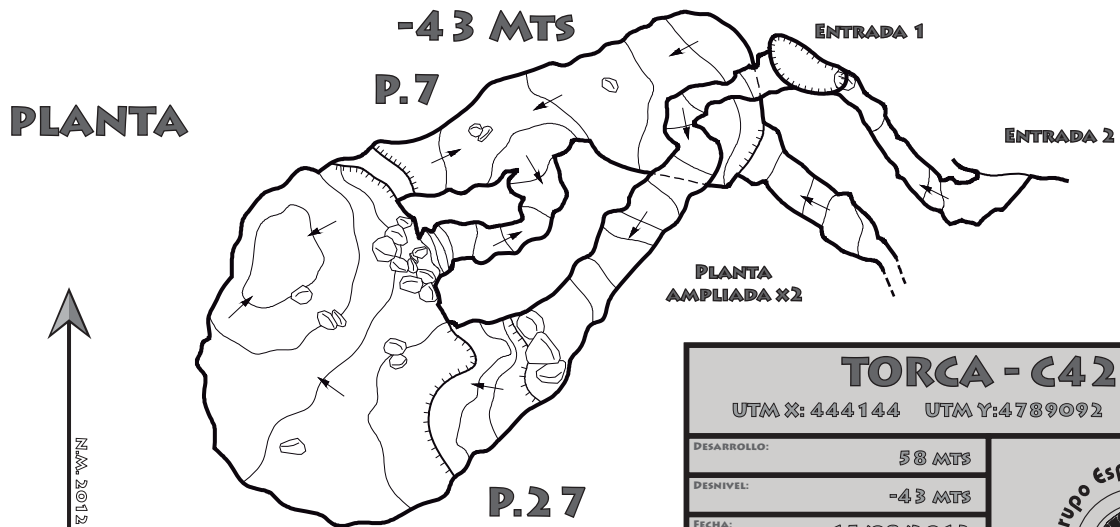 -43 Mts
Entrada 1
P.7
PLANTA
Entrada 2
Planta
ampliada x2
TORCA - C42
UTM X: 444144 UTM Y:4789092
Desarrollo:
58 mts
Desnivel:
-43 mts
Fecha:
N.M. 2012
P.27